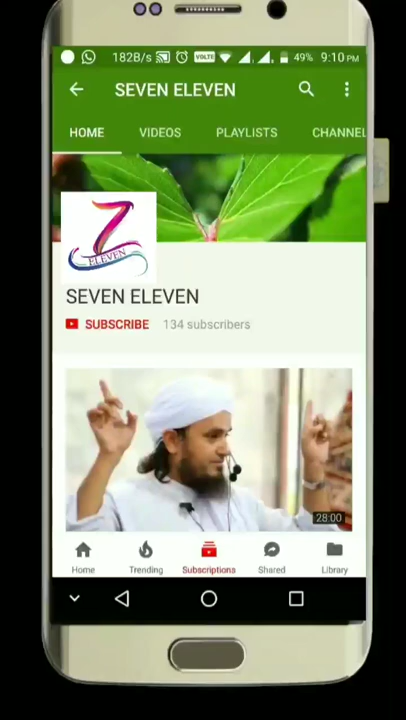 182B/s VOLTE 49% 9:10 PM
SEVEN ELEVEN
HOME VIDEOS PLAYLISTS CHANNEL
Z
ELEVEN
SEVEN ELEVEN
SUBSCRIBE 134 subscribers
28:00
Home Trending Subscriptions Shared Library